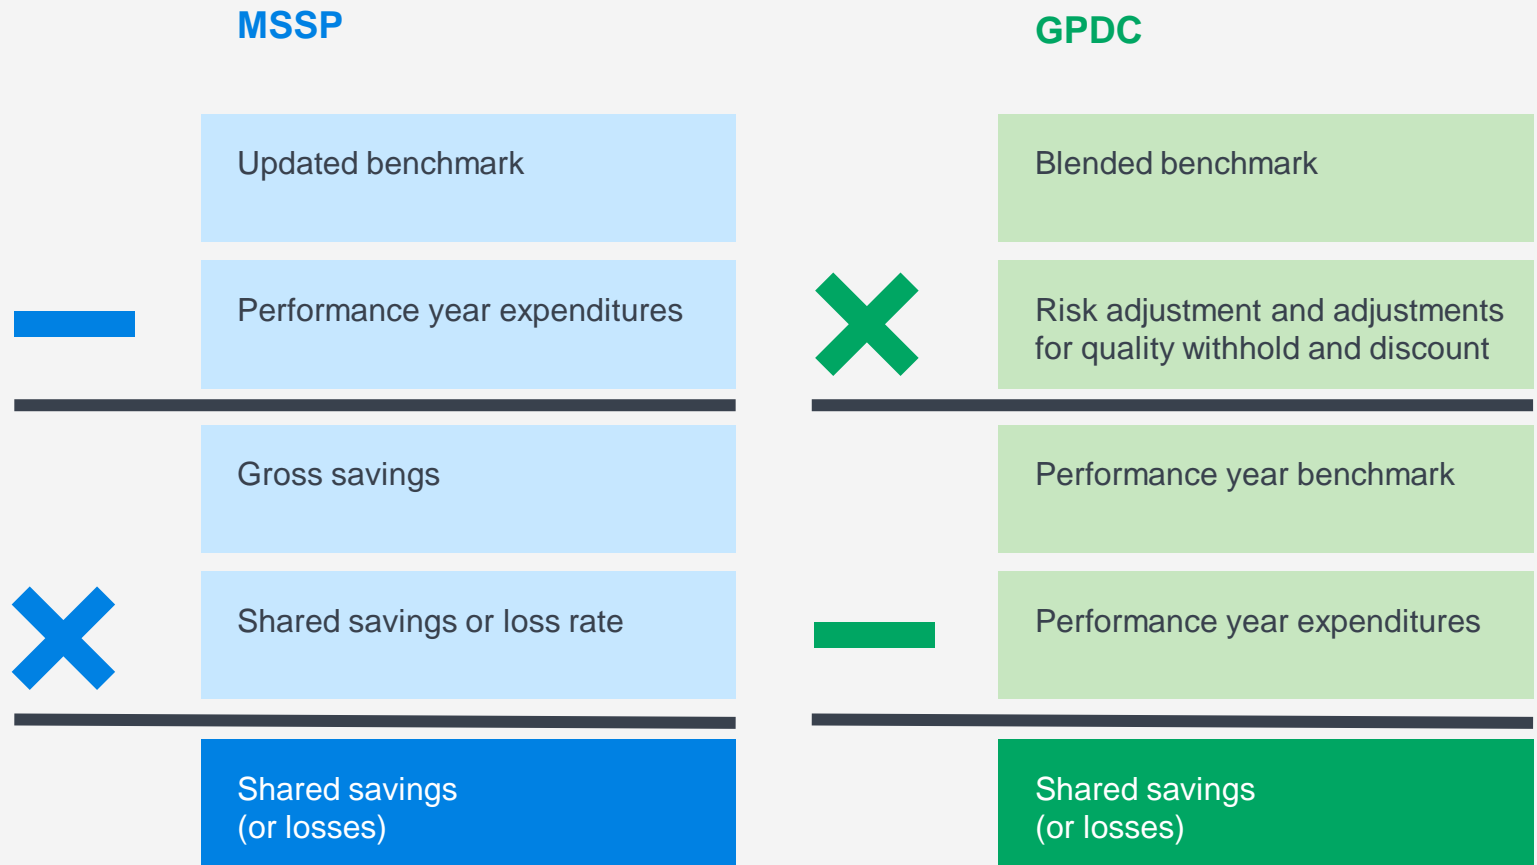 MSSP
Updated benchmark
Performance year expenditures
Gross savings
Shared savings or loss rate
Shared savings
(or losses)
GPDC
Blended benchmark
Risk adjustment and adjustments
for quality withhold and discount
Performance year benchmark
Performance year expenditures
Shared savings
(or losses)